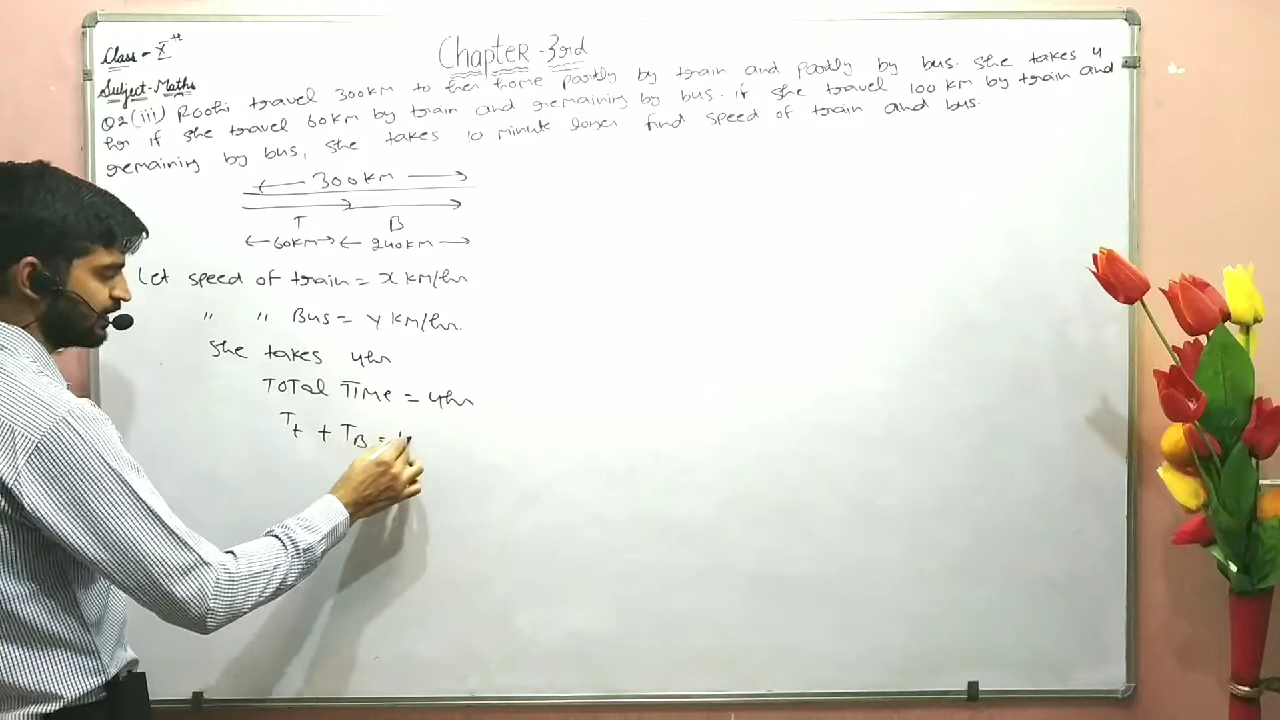 Class - X th
Chapter-3rd
Subject-Maths
Q2 (iii) Roohi travel 300KM to her home partly by train and partly by bus. She takes 4
hr if she travel 60KM by train and remaining by bus. if she travel 100 KM by train and
remaining by bus, she takes 10 minute longer find speed of train and bus.
300KM
T B
60KM 240KM
Let speed of train = x KM/hr
" " Bus = y KM/hr.
She takes 4hr
TOTal TIMe = 4hr
Tt + TB =